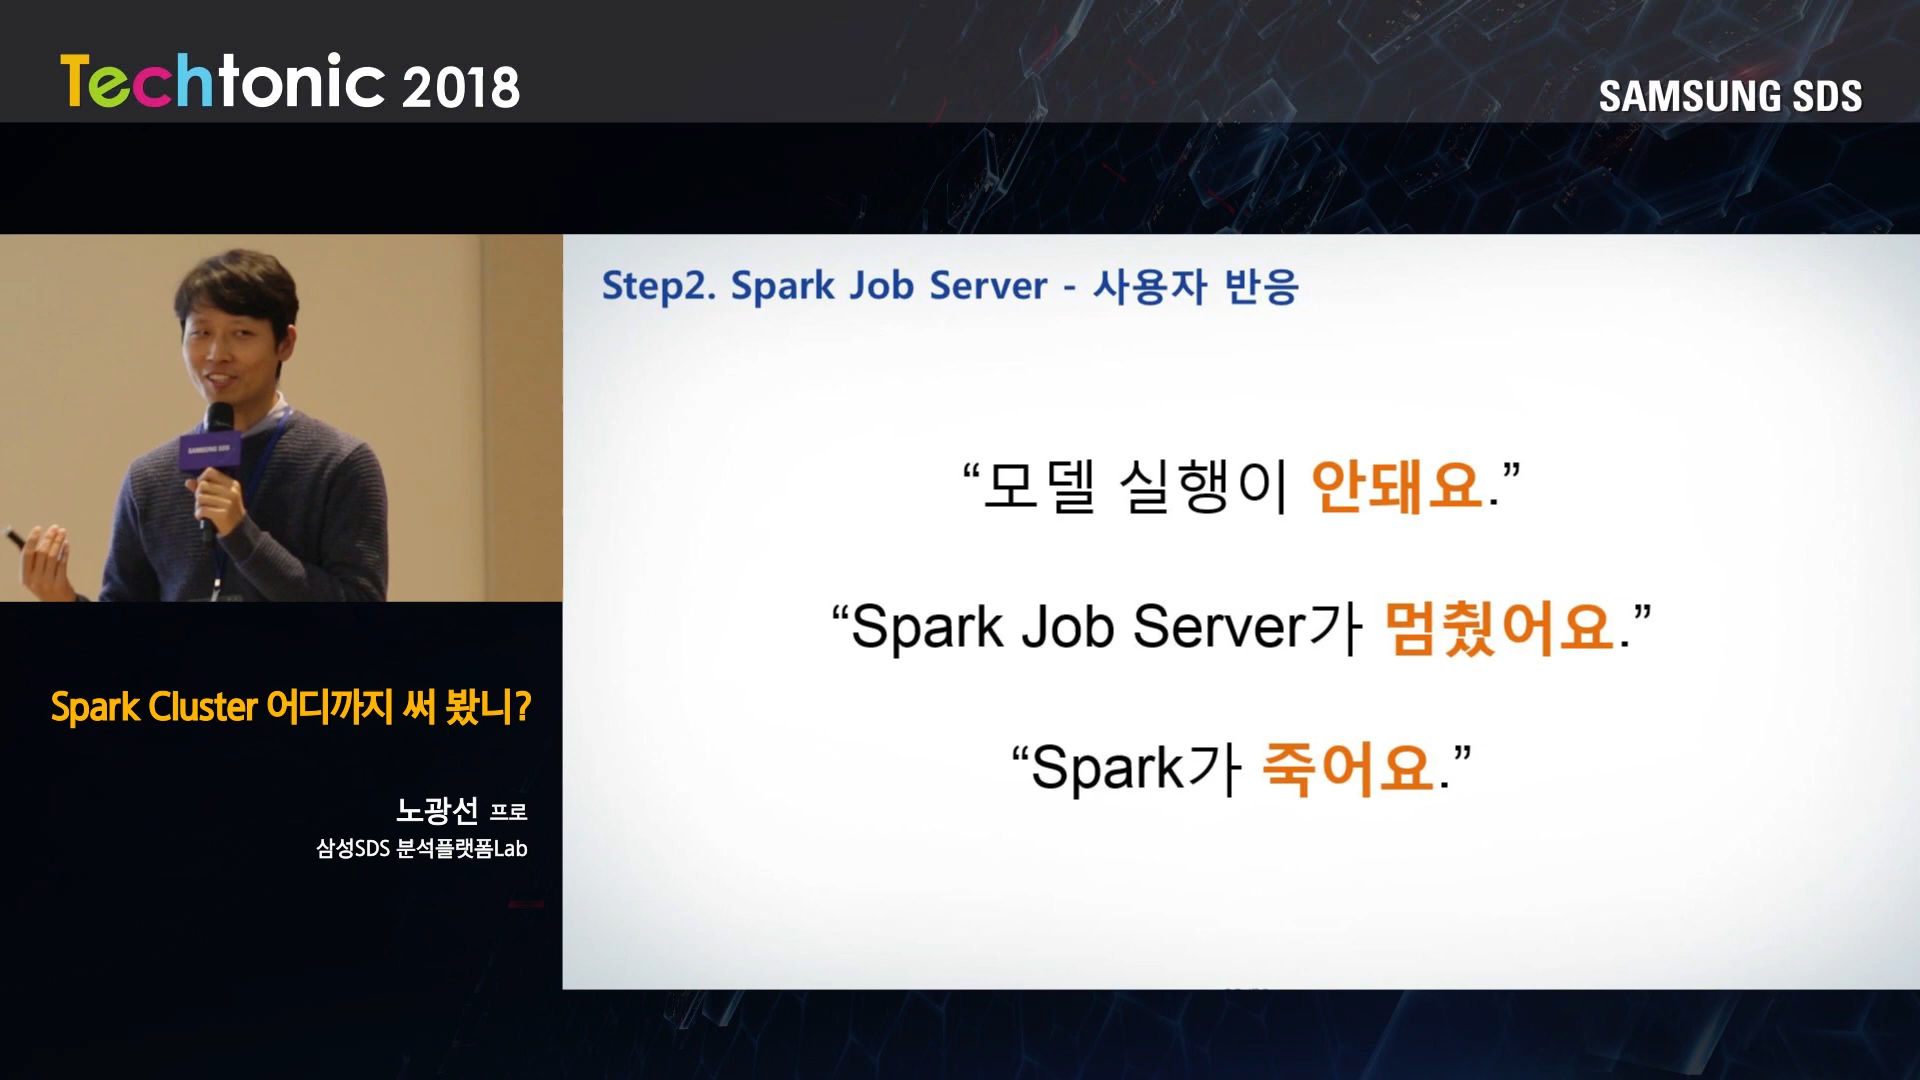 Techtonic 2018
SAMSUNG SDS
SAMSUNG SDS
Step2. Spark Job Server - 사용자 반응
“모델 실행이 안돼요.”
“Spark Job Server가 멈췄어요.”
“Spark가 죽어요.”
Spark Cluster 어디까지 써 봤니?
노광선 프로
삼성SDS 분석플랫폼Lab